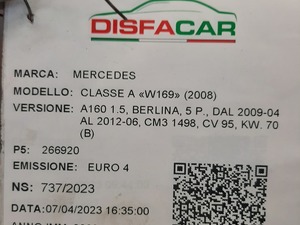 DISFACAR
MARCA: MERCEDES
MODELLO: CLASSE A «W169» (2008)
VERSIONE: A160 1.5, BERLINA, 5 P., DAL 2009-04
AL 2012-06, CM3 1498, CV 95, KW. 70
(B)
P5: 266920
EMISSIONE: EURO 4
NS: 737/2023
DATA:07/04/2023 16:35:00